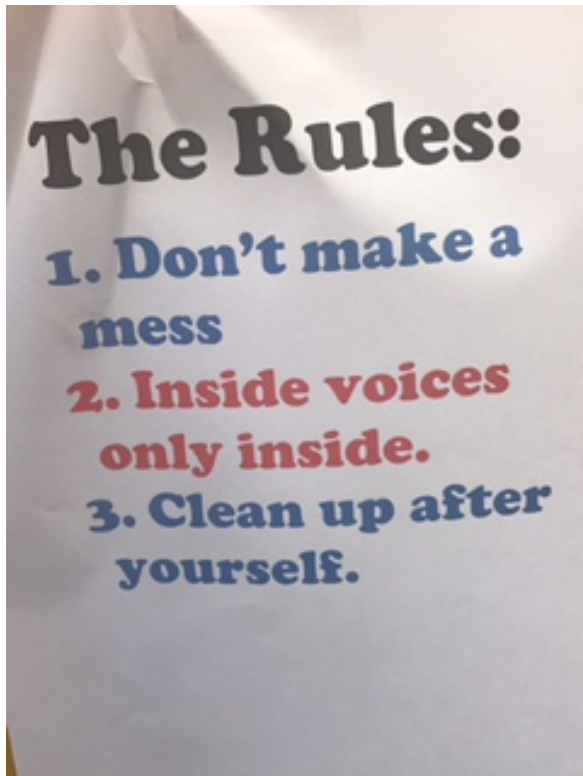 The Rules:
1. Don't make a
mess
2. Inside voices
only inside.
3. Clean up after
yourself.